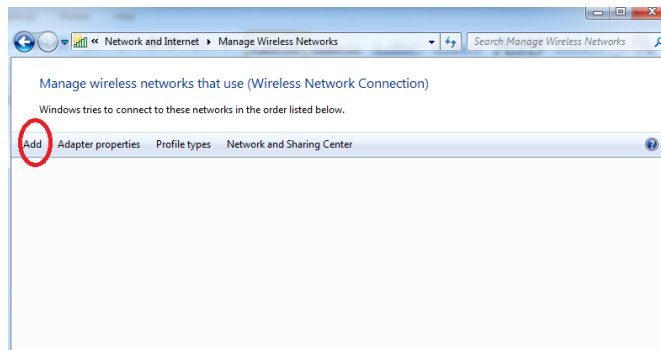 « Network and Internet ▸ Manage Wireless Networks
Search Manage Wireless Networks
Manage wireless networks that use (Wireless Network Connection)
Windows tries to connect to these networks in the order listed below.
Add Adapter properties Profile types Network and Sharing Center